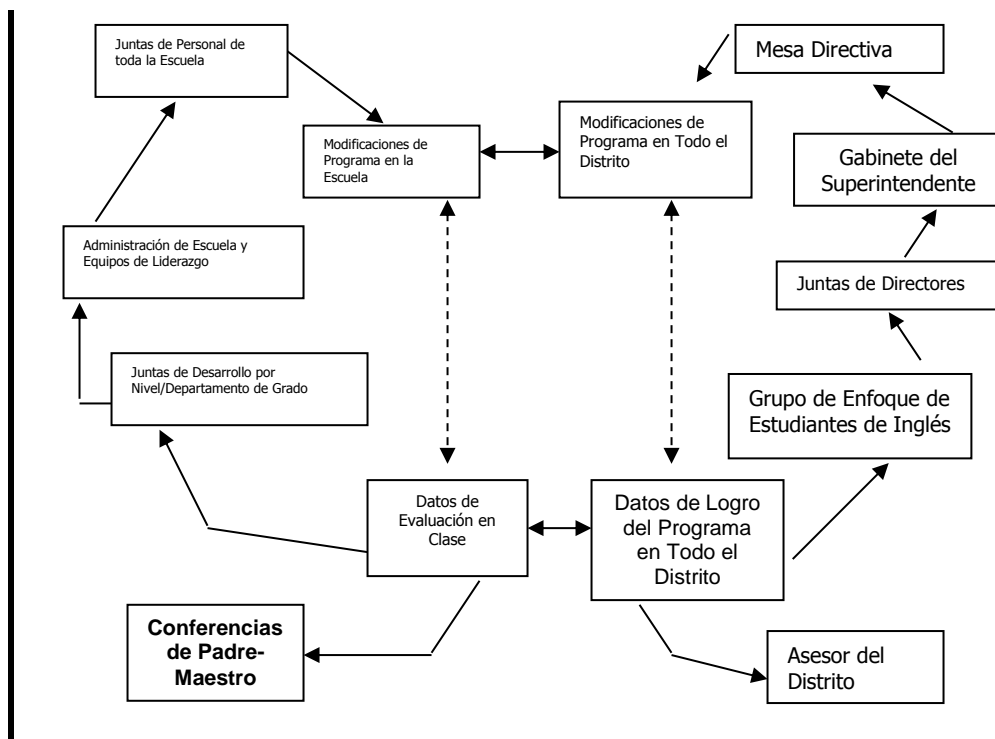 Juntas de Personal de
toda la Escuela
Mesa Directiva
Modificaciones de
Programa en la
Escuela
Modificaciones de
Programa en Todo el
Distrito
Gabinete del
Superintendente
Administración de Escuela y
Equipos de Liderazgo
Juntas de Directores
Juntas de Desarrollo por
Nivel/Departamento de Grado
Grupo de Enfoque de
Estudiantes de Inglés
Datos de
Evaluación en
Clase
Datos de Logro
del Programa
en Todo el
Distrito
Conferencias
de Padre-
Maestro
Asesor del
Distrito